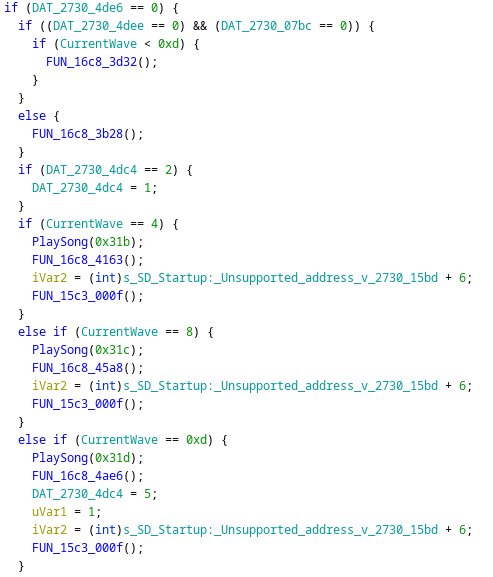 if (DAT_2730_4de6 == 0) {
  if ((DAT_2730_4dee == 0) && (DAT_2730_07bc == 0)) {
    if (CurrentWave < 0xd) {
      FUN_16c8_3d32();
    }
  }
  else {
    FUN_16c8_3b28();
  }
  if (DAT_2730_4dc4 == 2) {
    DAT_2730_4dc4 = 1;
  }
  if (CurrentWave == 4) {
    PlaySong(0x31b);
    FUN_16c8_4163();
    iVar2 = (int)s_SD_Startup:_Unsupported_address_v_2730_15bd + 6;
    FUN_15c3_000f();
  }
  else if (CurrentWave == 8) {
    PlaySong(0x31c);
    FUN_16c8_45a8();
    iVar2 = (int)s_SD_Startup:_Unsupported_address_v_2730_15bd + 6;
    FUN_15c3_000f();
  }
  else if (CurrentWave == 0xd) {
    PlaySong(0x31d);
    FUN_16c8_4ae6();
    DAT_2730_4dc4 = 5;
    uVar1 = 1;
    iVar2 = (int)s_SD_Startup:_Unsupported_address_v_2730_15bd + 6;
    FUN_15c3_000f();
  }